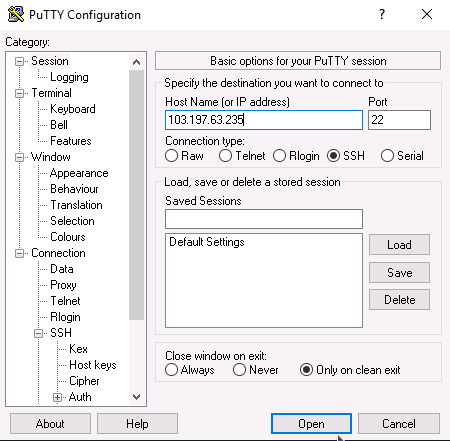 PuTTY Configuration
?
Category:
Session
Logging
Terminal
Keyboard
Bell
Features
Window
Appearance
Behaviour
Translation
Selection
Colours
Connection
Data
Proxy
Telnet
Rlogin
SSH
Kex
Host keys
Cipher
Auth
Basic options for your PuTTY session
Specify the destination you want to connect to
Host Name (or IP address) Port
103.197.63.235 22
Connection type:
Raw Telnet Rlogin SSH Serial
Load, save or delete a stored session
Saved Sessions
Default Settings
Load
Save
Delete
Close window on exit:
Always Never Only on clean exit
About Help Open Cancel